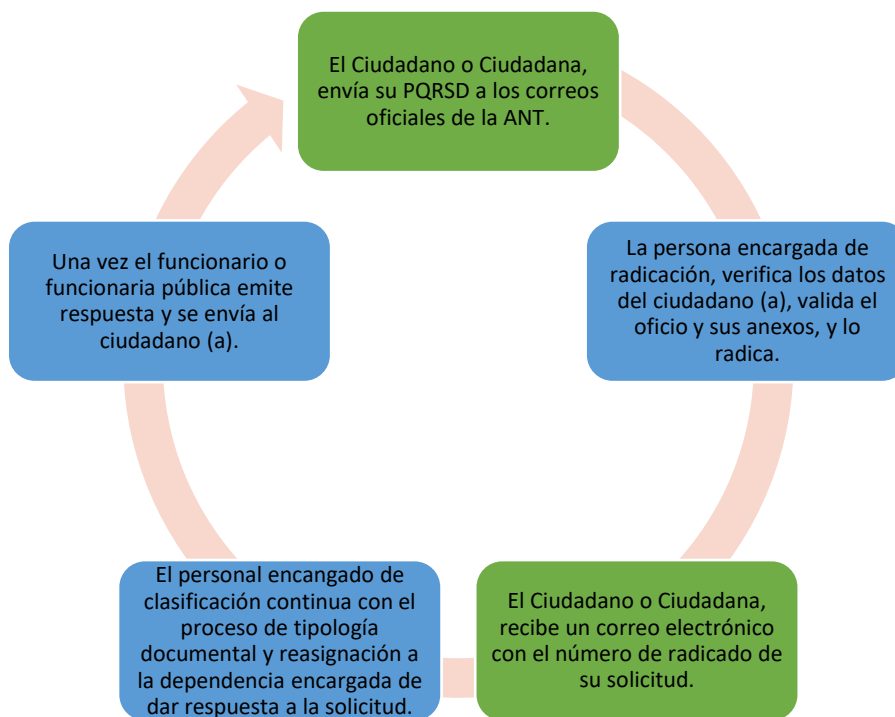 El Ciudadano o Ciudadana,
envía su PQRSD a los correos
oficiales de la ANT.
La persona encargada de
radicación, verifica los datos
del ciudadano (a), valida el
oficio y sus anexos, y lo
radica.
El Ciudadano o Ciudadana,
recibe un correo electrónico
con el número de radicado de
su solicitud.
El personal encangado de
clasificación continua con el
proceso de tipología
documental y reasignación a
la dependencia encargada de
dar respuesta a la solicitud.
Una vez el funcionario o
funcionaria pública emite
respuesta y se envía al
ciudadano (a).